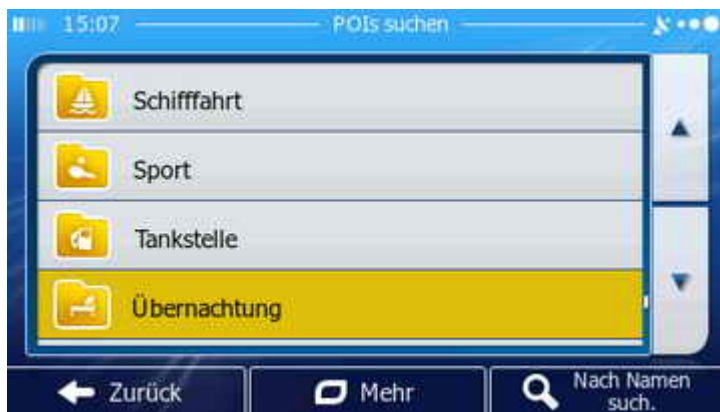 15:07 POIs suchen
Schifffahrt
Sport
Tankstelle
Übernachtung
Zurück Mehr Nach Namen
such.